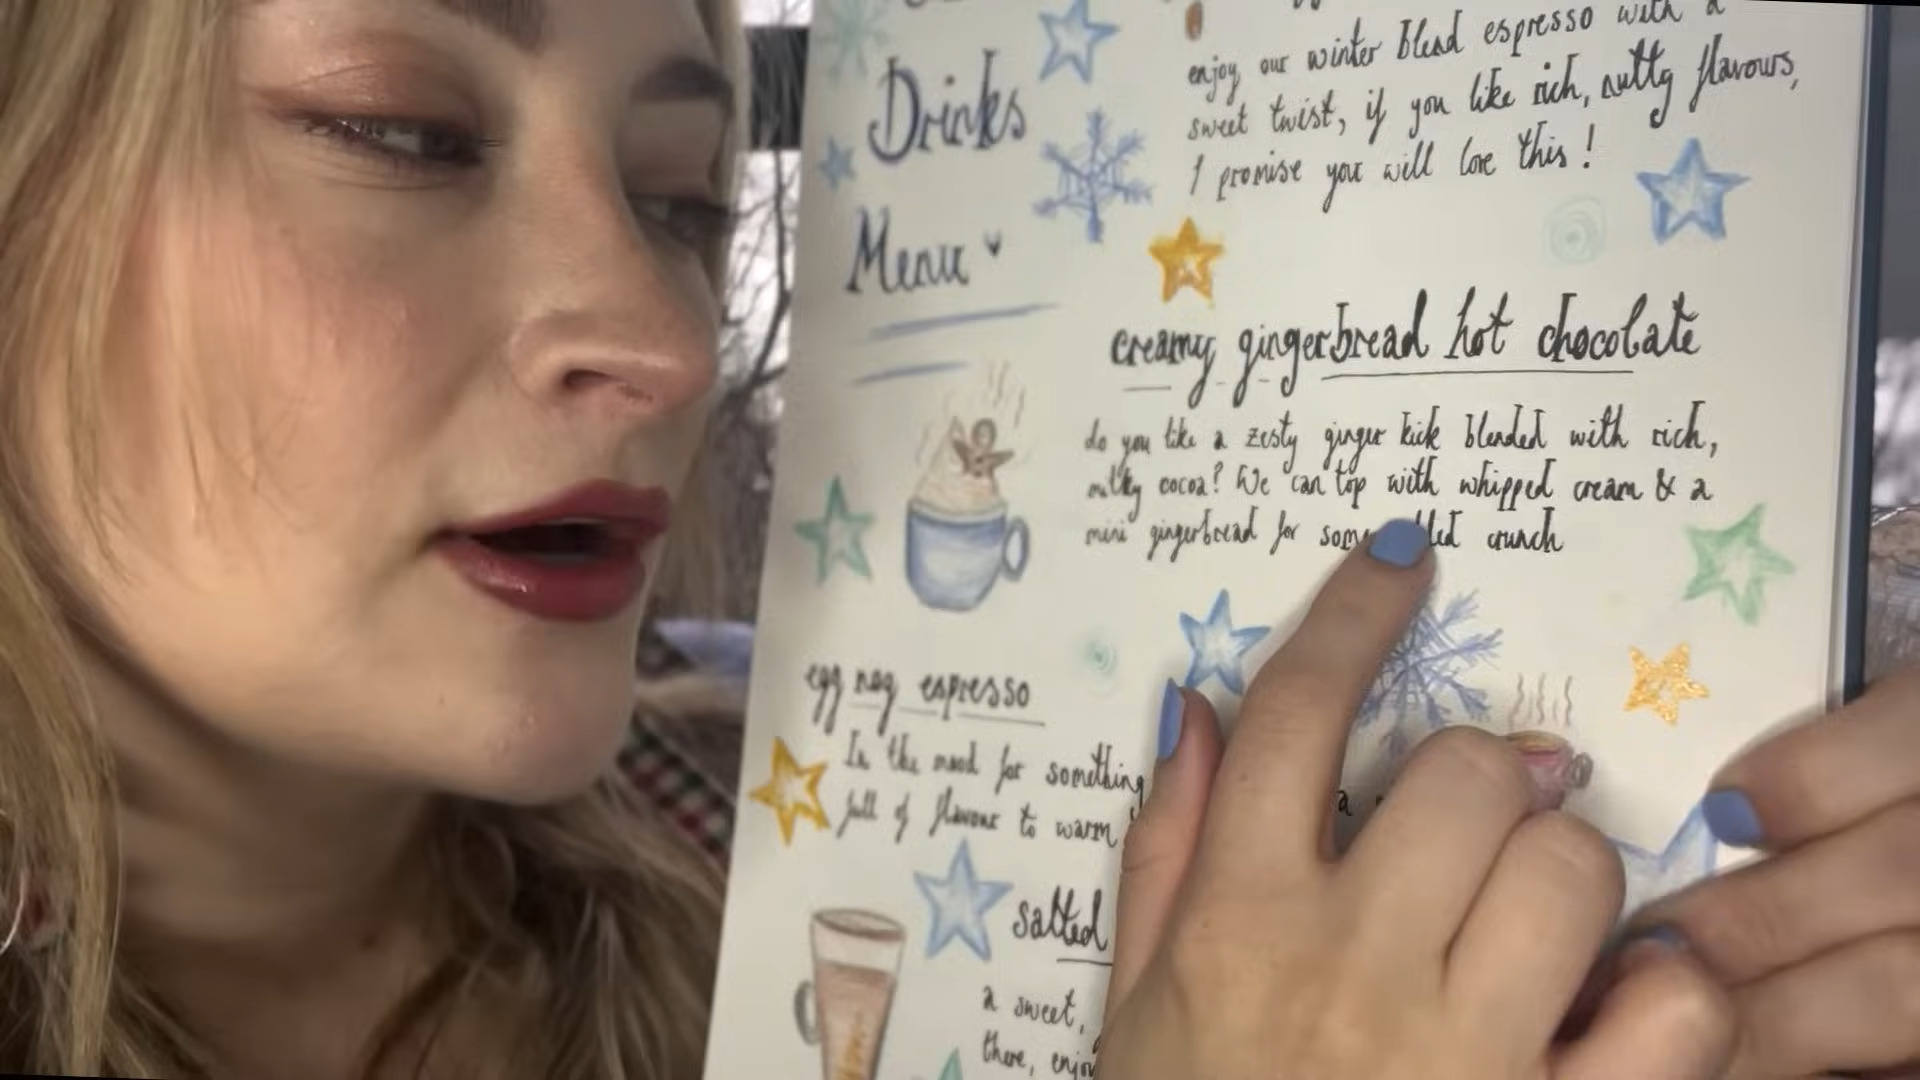 Drinks
Menu
enjoy our winter blend espresso with a
sweet twist, if you like rich, nutty flavours,
I promise you will love this!
creamy gingerbread hot chocolate
do you like a zesty ginger kick blended with rich,
milky cocoa? We can top with whipped cream & a
mini gingerbread for some crunch
egg nog espresso
In the mood for something
full of flavour to warm
salted
a sweet,
there, enjoy
a